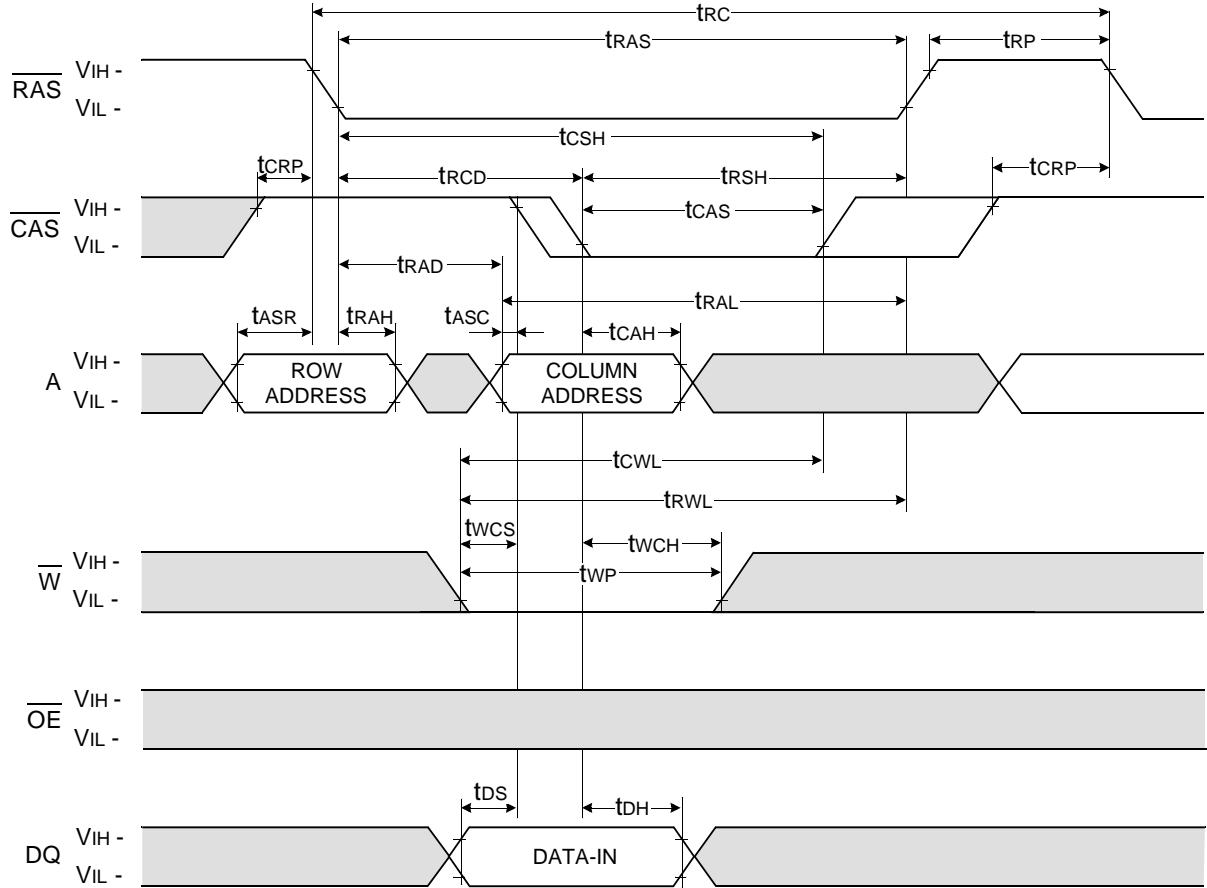 tRC
tRAS
tRP
RAS
VIH -
VIL -
tCSH
tCRP
tRCD
tRSH
tCRP
CAS
VIH -
VIL -
tCAS
tRAD
tRAL
tASR
tRAH
tASC
tCAH
A
VIH -
VIL -
ROW
ADDRESS
COLUMN
ADDRESS
tCWL
tRWL
tWCS
tWCH
W
VIH -
VIL -
tWP
OE
VIH -
VIL -
tDS
tDH
DQ
VIH -
VIL -
DATA-IN